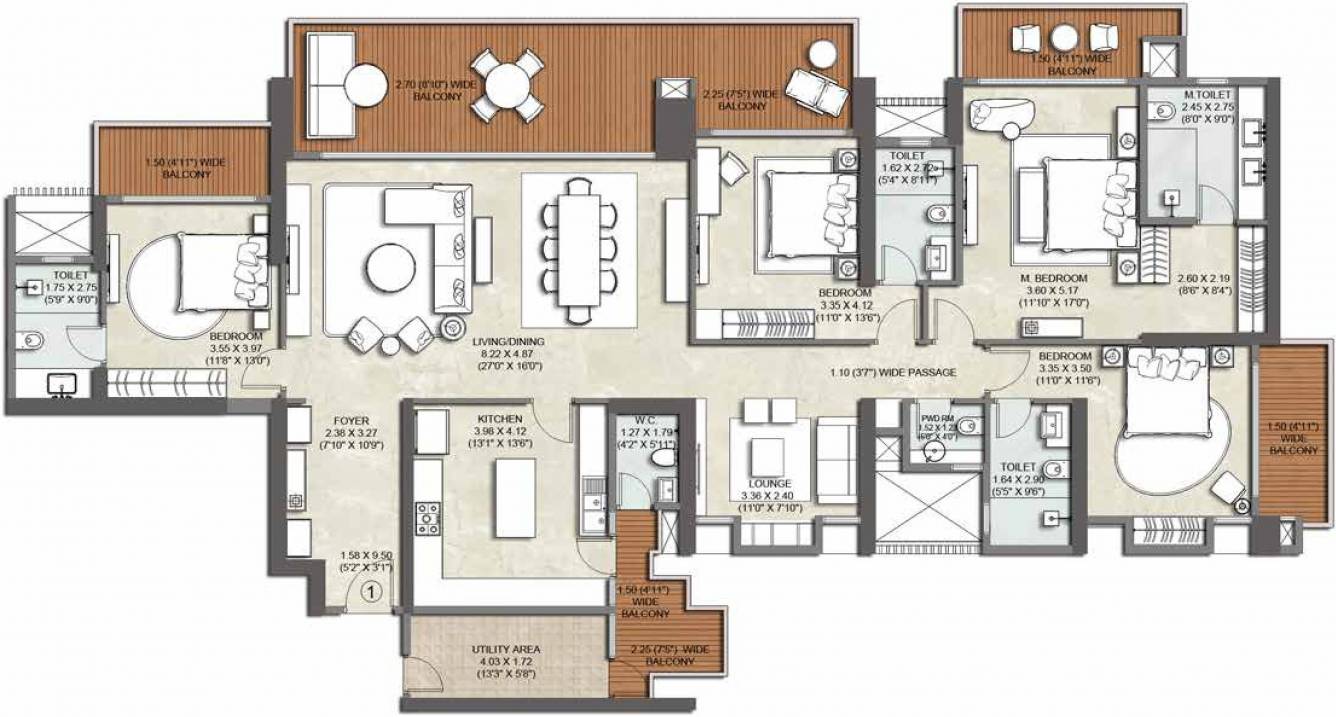 1.50 (4'11") WIDE
BALCONY
2.70 (8'10") WIDE
BALCONY
2.25 (7'5") WIDE
BALCONY
1.50 (4'11") WIDE
BALCONY
M.TOILET
2.45 X 2.75
(8'0" X 9'0")
TOILET
1.62 X 2.72
(5'4" X 8'11")
TOILET
1.75 X 2.75
(5'9" X 9'0")
BEDROOM
3.55 X 3.97
(11'8" X 13'0")
LIVING/DINING
8.22 X 4.87
(27'0" X 16'0")
BEDROOM
3.35 X 4.12
(11'0" X 13'6")
M. BEDROOM
3.60 X 5.17
(11'10" X 17'0")
2.60 X 2.19
(8'6" X 8'4")
1.10 (3'7") WIDE PASSAGE
BEDROOM
3.35 X 3.50
(11'0" X 11'6")
1.50 (4'11")
WIDE
BALCONY
FOYER
2.38 X 3.27
(7'10" X 10'9")
KITCHEN
3.98 X 4.12
(13'1" X 13'6")
W.C.
1.27 X 1.79
(4'2" X 5'11")
LOUNGE
3.36 X 2.40
(11'0" X 7'10")
PWD.RM
1.52 X 1.2
TOILET
1.64 X 2.90
(5'5" X 9'6")
1.58 X 9.50
(5'2" X 3'1")
1
1.50 (4'11")
WIDE
BALCONY
UTILITY AREA
4.03 X 1.72
(13'3" X 5'8")
2.25 (7'5") WIDE
BALCONY